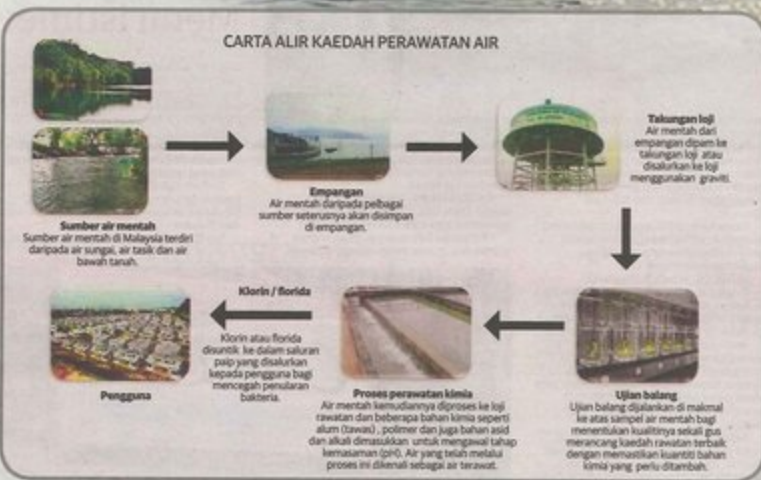 CARTA ALIR KAEDAH PERAWATAN AIR
Sumber air mentah
Sumber air mentah di Malaysia terdiri
daripada air sungai, air tasik dan air
bawah tanah.
Empangan
Air mentah daripada pelbagai
sumber seterusnya akan disimpan
di empangan.
Takungan loji
Air mentah dari
empangan dipam ke
takungan loji atau
disalurkan ke loji
menggunakan graviti.
Ujian balang
Ujian balang dijalankan di makmal
ke atas sampel air mentah bagi
menentukan kualitinya sekali gus
merancang kaedah rawatan terbaik
dengan memastikan kuantiti bahan
kimia yang perlu ditambah.
Proses perawatan kimia
Air mentah kemudiannya diproses ke loji
rawatan dan beberapa bahan kimia seperti
alum (tawas), polimer dan juga bahan asid
dan alkali dimasukkan untuk mengawal tahap
kemasaman (pH). Air yang telah melalui
proses ini dikenali sebagai air terawat.
Klorin / florida
Klorin atau florida
disuntik ke dalam saluran
paip yang disalurkan
kepada pengguna bagi
mencegah penularan
bakteria.
Pengguna